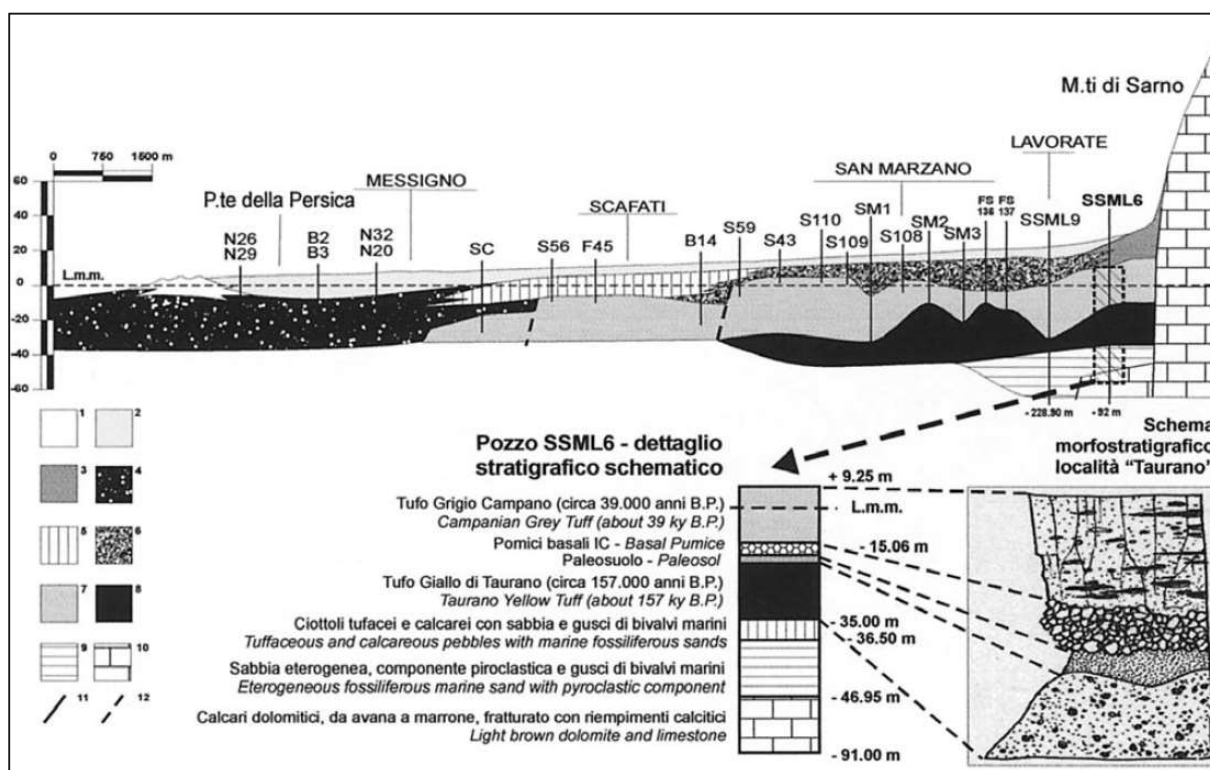 M.ti di Sarno
0 750 1500 m
LAVORATE
SAN MARZANO
MESSIGNO
P.te della Persica
SCAFATI
SSML6
FS 136
FS 137
SM1
S110
SM2
SSML9
S59
N26
N29
B2
B3
N32
N20
SC
S56
F45
B14
S43
S109
S108
SM3
60
40
20
0
-20
-40
-60
L.m.m.
- 228.90 m
- 92 m
1
2
3
4
5
6
7
8
9
10
11
12
Pozzo SSML6 - dettaglio
stratigrafico schematico
Schema
morfostratigrafico
località "Taurano"
+ 9.25 m
Tufo Grigio Campano (circa 39.000 anni B.P.)
L.m.m.
Campanian Grey Tuff (about 39 ky B.P.)
Pomici basali IC - Basal Pumice
- 15.06 m
Paleosuolo - Paleosol
Tufo Giallo di Taurano (circa 157.000 anni B.P.)
Taurano Yellow Tuff (about 157 ky B.P.)
Ciottoli tufacei e calcarei con sabbia e gusci di bivalvi marini
- 35.00 m
Tuffaceous and calcareous pebbles with marine fossiliferous sands
- 36.50 m
Sabbia eterogenea, componente piroclastica e gusci di bivalvi marini
Eterogeneous fossiliferous marine sand with pyroclastic component
- 46.95 m
Calcari dolomitici, da avana a marrone, fratturato con riempimenti calcitici
Light brown dolomite and limestone
- 91.00 m